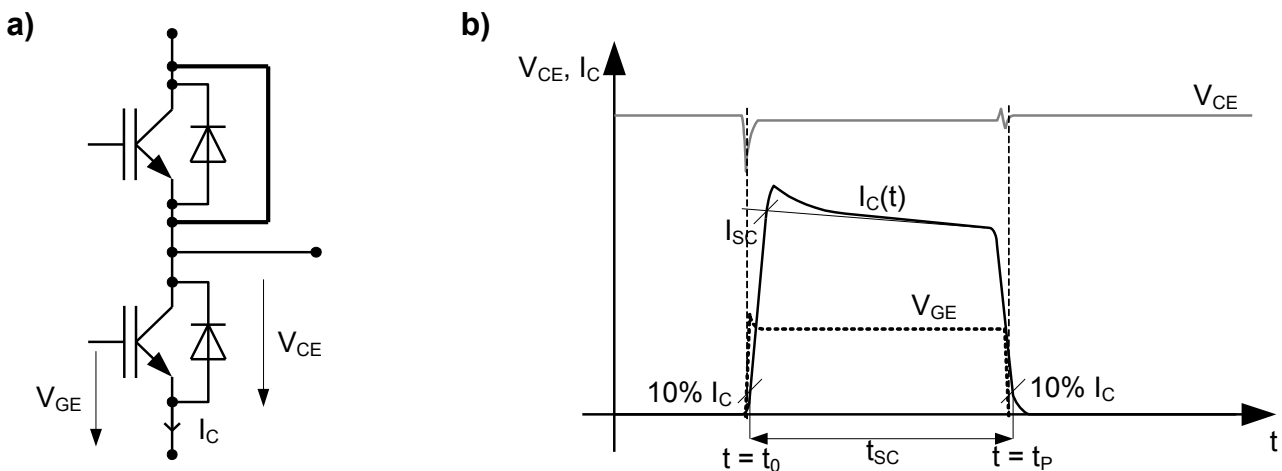 a)
V_GE
I_C
V_CE
b)
V_CE, I_C
V_CE
I_C(t)
I_SC
V_GE
10% I_C
10% I_C
t_SC
t
t = t_0
t = t_P